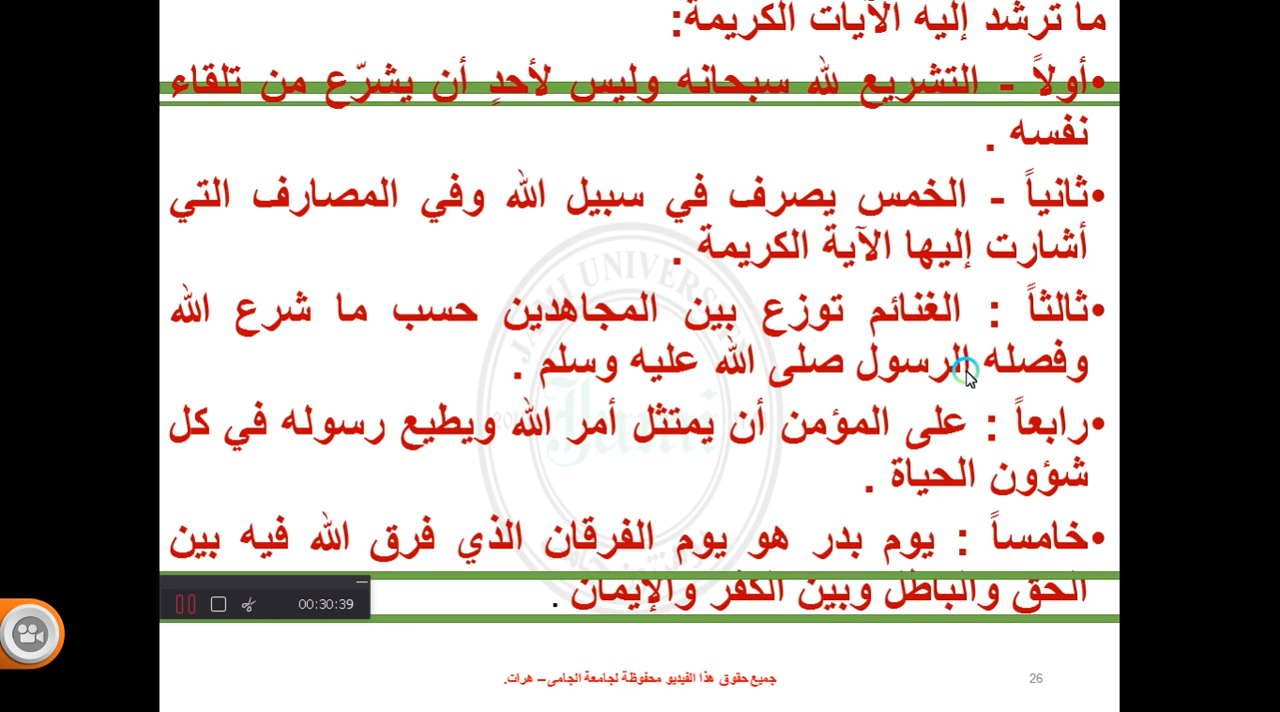 ما ترشد إليه الآيات الكريمة:
•أولاً - التشريع لله سبحانه وليس لأحدٍ أن يشرّع من تلقاء
نفسه .
•ثانياً - الخمس يصرف في سبيل الله وفي المصارف التي
أشارت إليها الآية الكريمة .
•ثالثاً : الغنائم توزع بين المجاهدين حسب ما شرع الله
وفصله الرسول صلى الله عليه وسلم .
•رابعاً : على المؤمن أن يمتثل أمر الله ويطيع رسوله في كل
شؤون الحياة .
•خامساً : يوم بدر هو يوم الفرقان الذي فرق الله فيه بين
الحق والباطل وبين الكفر والإيمان .
JAMI UNIVERSITY
Jami
00:30:39
جميع حقوق هذا الفيديو محفوظة لجامعة الجامى– هرات.
26